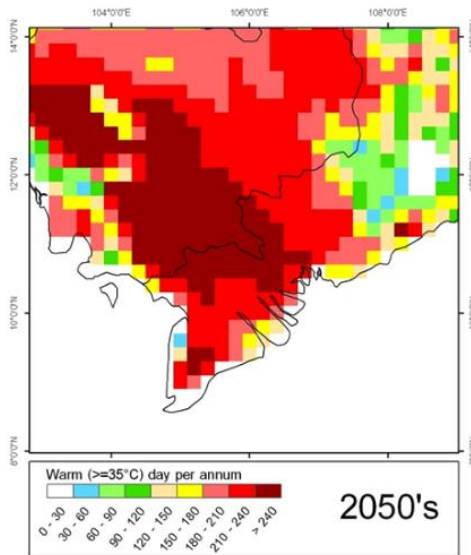 104°0'0"E 106°0'0"E 108°0'0"E
14°0'0"N
12°0'0"N
10°0'0"N
8°0'0"N
Warm (>=35°C) day per annum
0 - 30 30 - 60 60 - 90 90 - 120 120 - 150 150 - 180 180 - 210 210 - 240 > 240
2050's